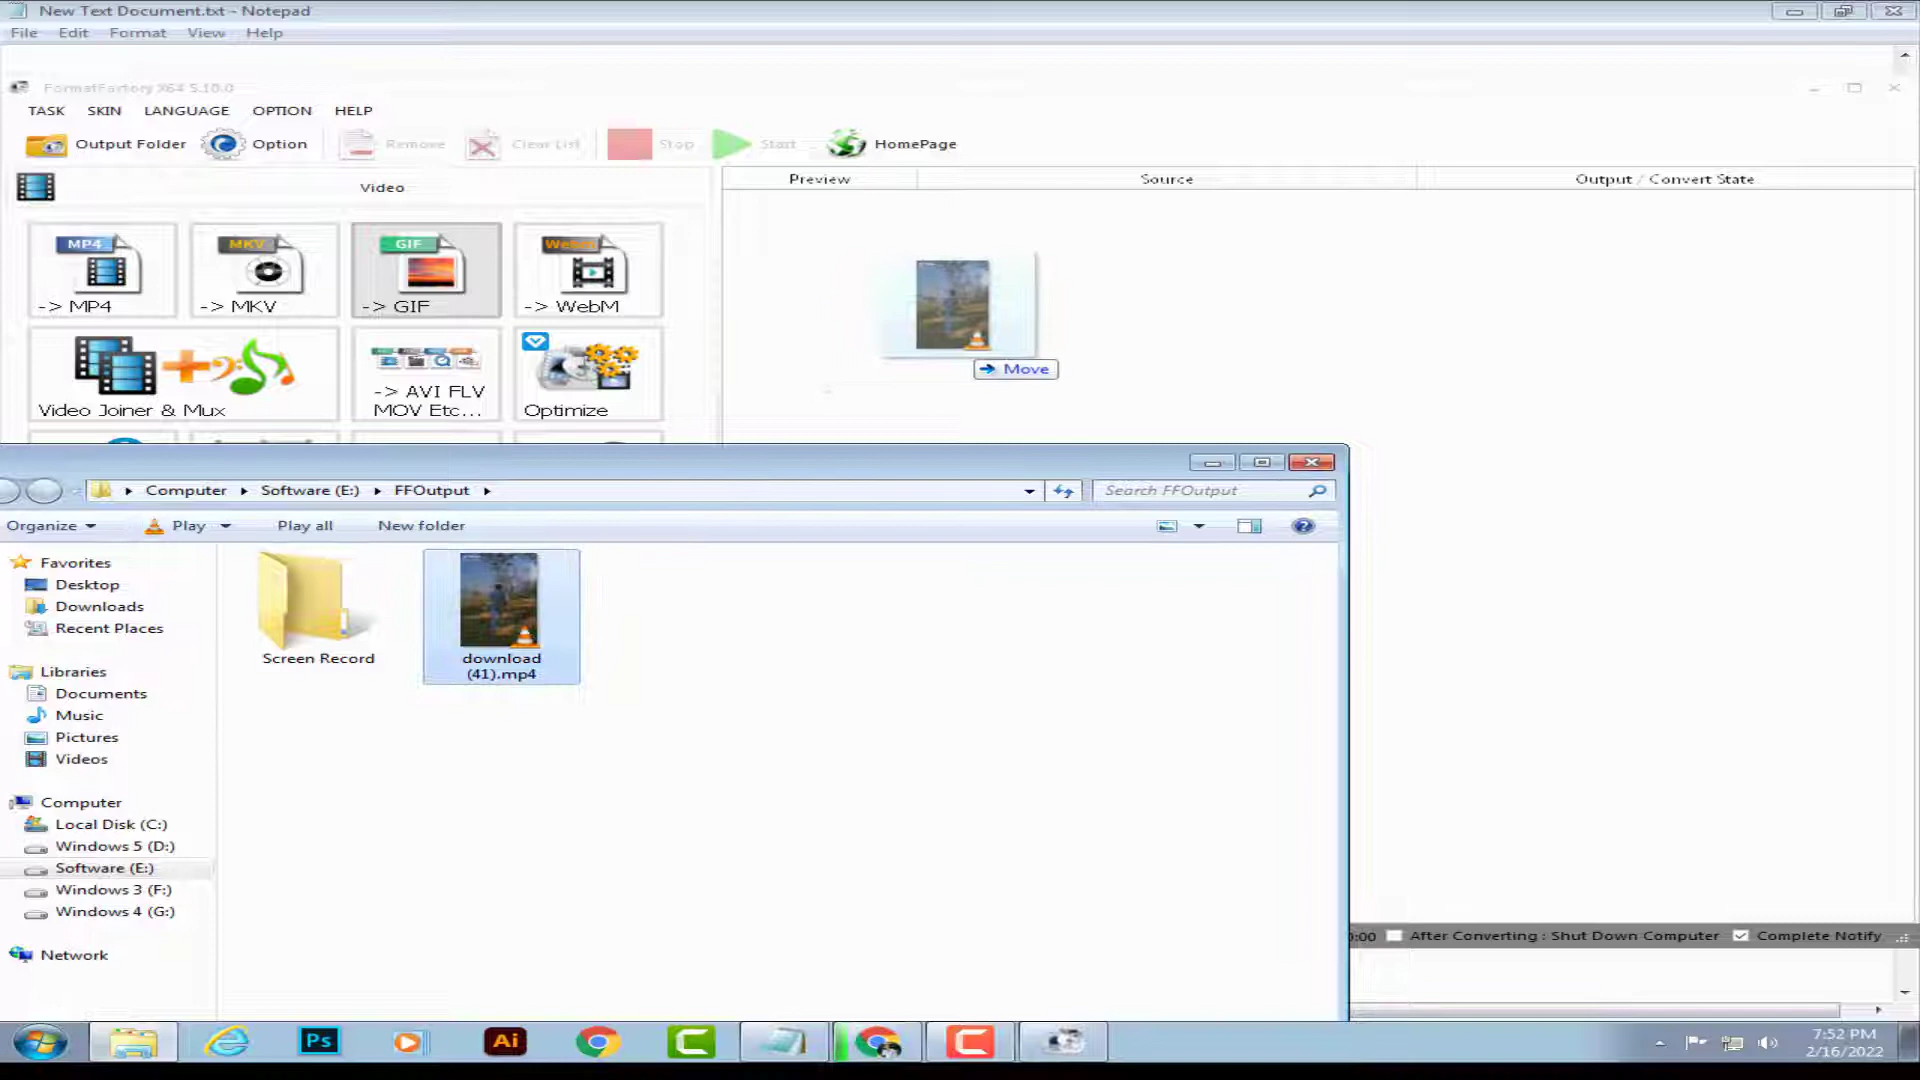 New Text Document.txt - Notepad
File Edit Format View Help
FormatFactory X64 5.10.0
TASK SKIN LANGUAGE OPTION HELP
Output Folder Option Remove Clear List Stop Start HomePage
Video Preview Source Output / Convert State
MP4 MKV GIF WebM
-> MP4 -> MKV -> GIF -> WebM
Move
-> AVI FLV
Video Joiner & Mux MOV Etc... Optimize
Computer Software (E:) FFOutput Search FFOutput
Organize Play Play all New folder
Favorites
Desktop
Downloads
Recent Places
Screen Record
download
(41).mp4
Libraries
Documents
Music
Pictures
Videos
Computer
Local Disk (C:)
Windows 5 (D:)
Software (E:)
Windows 3 (F:)
Windows 4 (G:)
Network
:00 After Converting : Shut Down Computer Complete Notify
Ps Ai
7:52 PM
2/16/2022